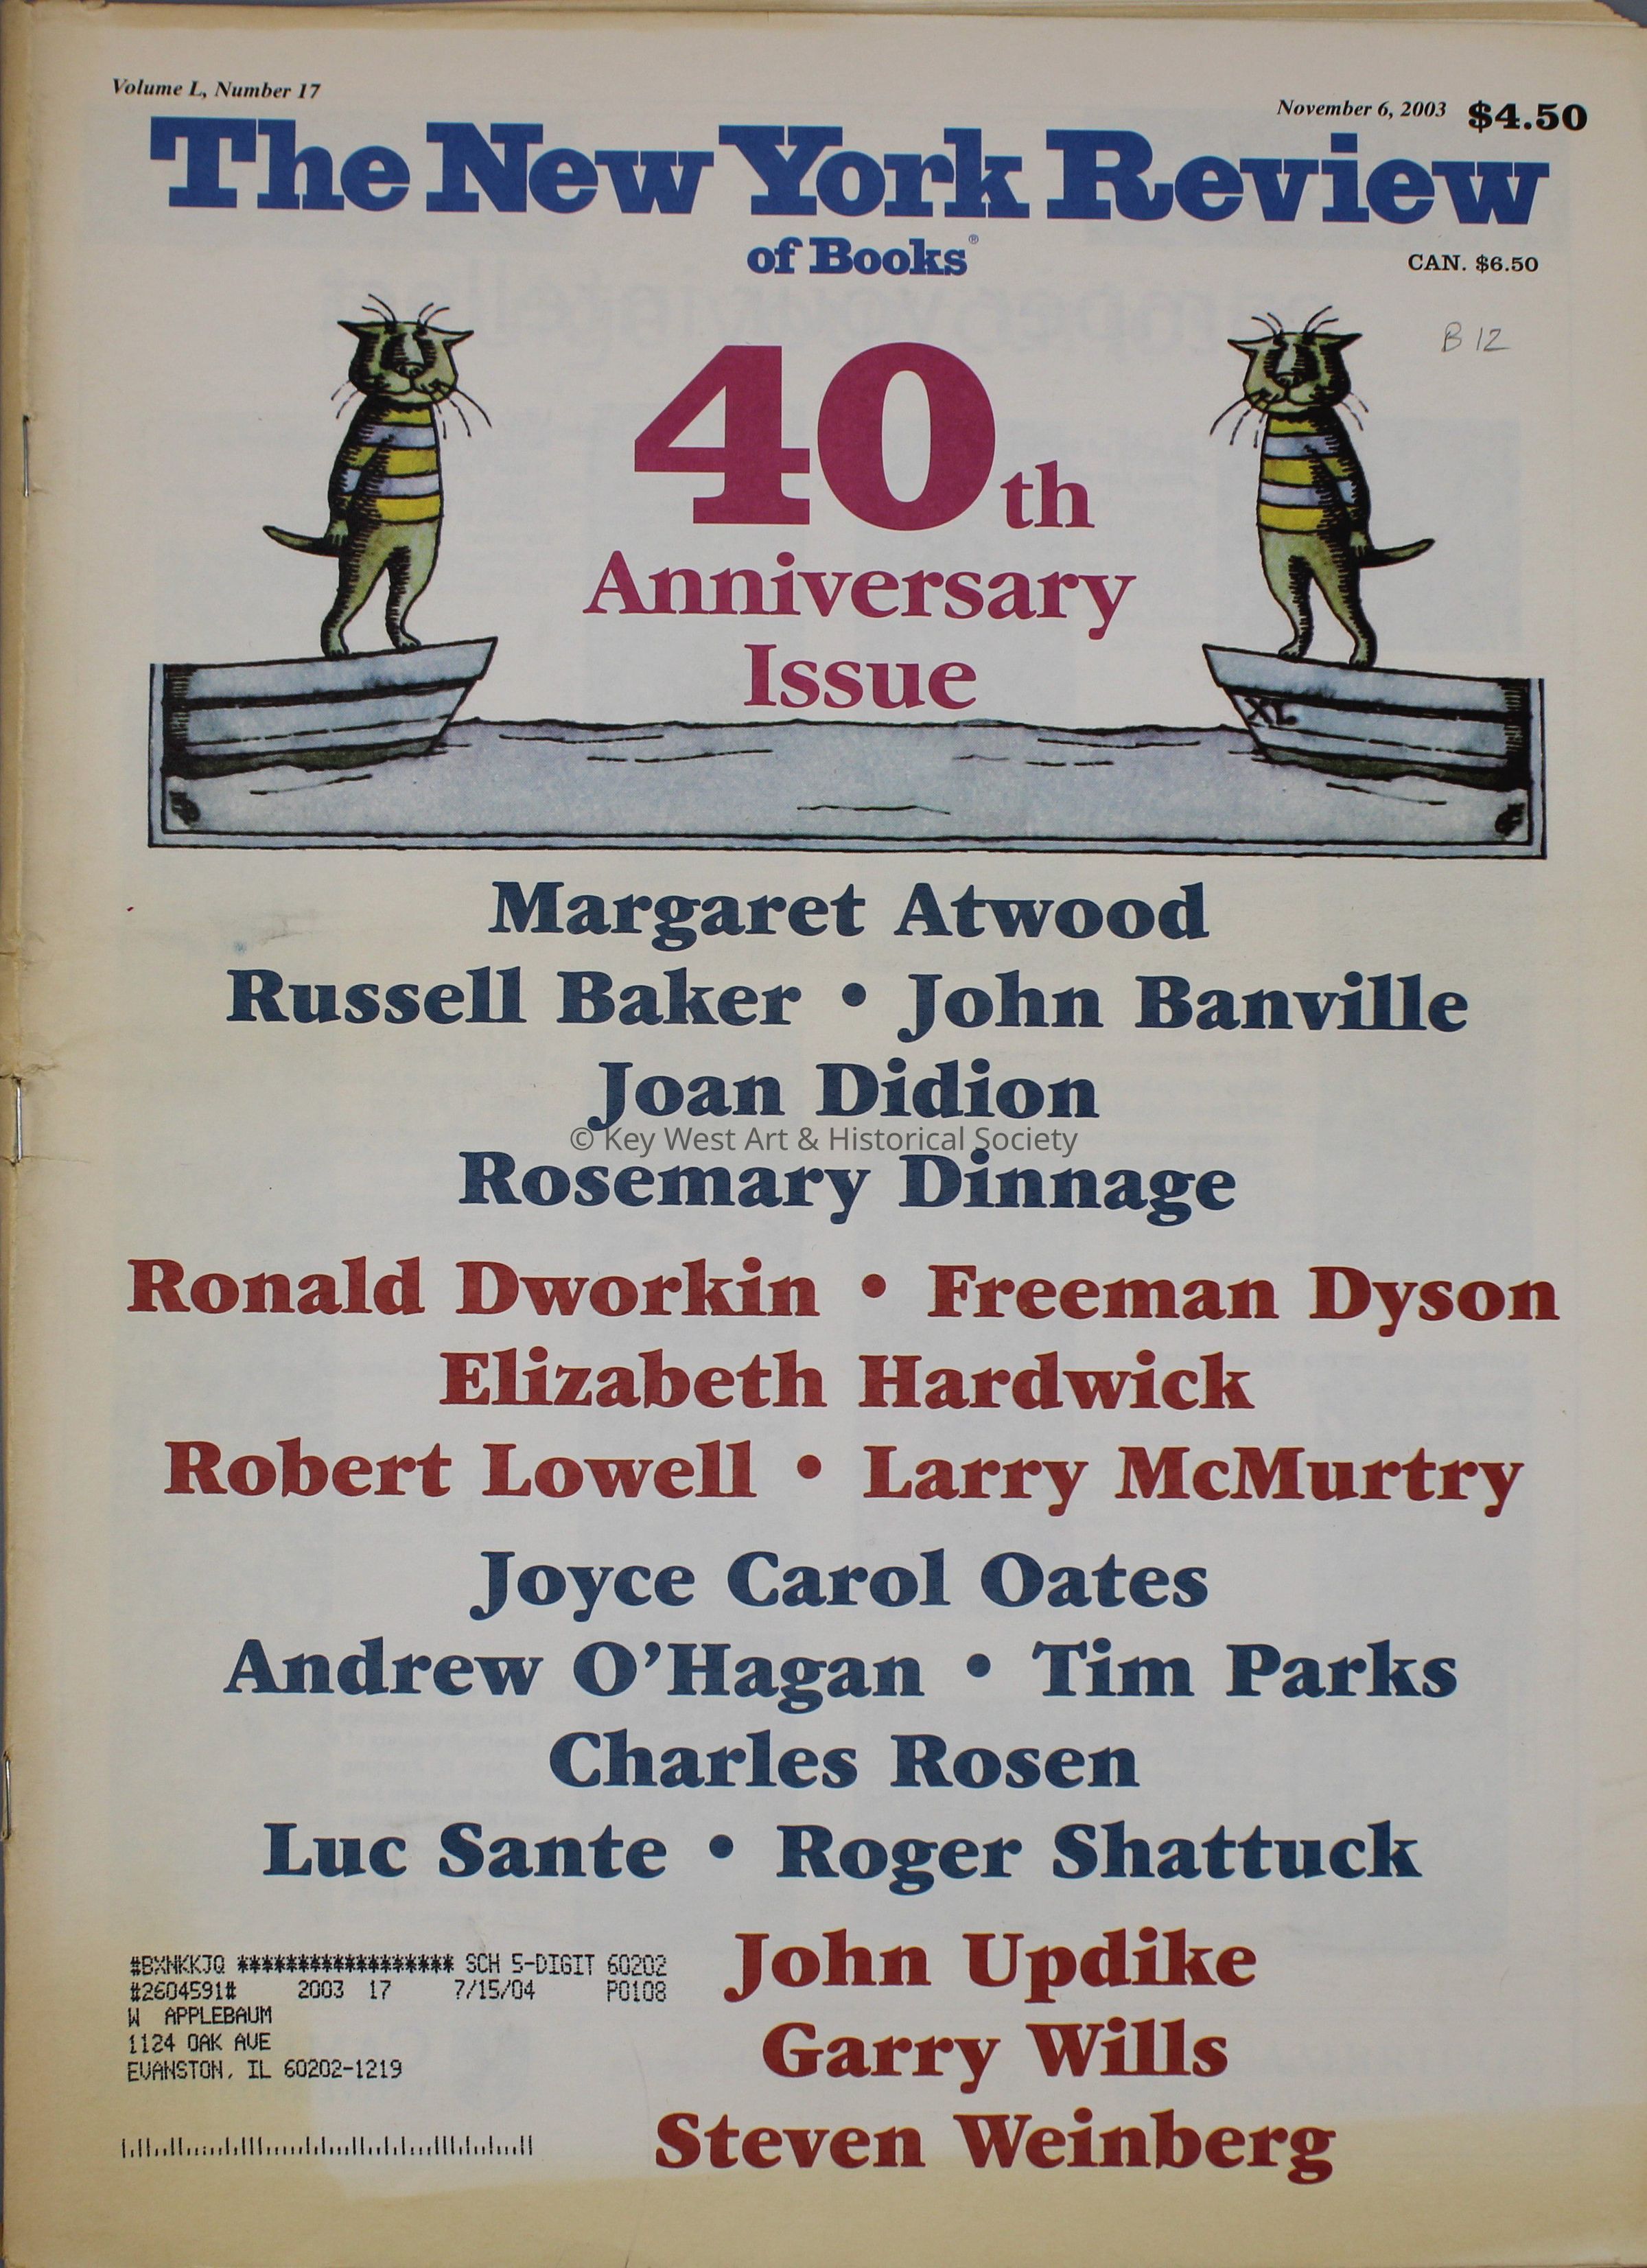 Volume L, Number 17
November 6, 2003 $4.50
The New York Review
of Books®
CAN. $6.50
B 12
40th
Anniversary
Issue
XL
Margaret Atwood
Russell Baker • John Banville
Joan Didion
© Key West Art & Historical Society
Rosemary Dinnage
Ronald Dworkin • Freeman Dyson
Elizabeth Hardwick
Robert Lowell • Larry McMurtry
Joyce Carol Oates
Andrew O’Hagan • Tim Parks
Charles Rosen
Luc Sante • Roger Shattuck
John Updike
Garry Wills
Steven Weinberg
#BXNKKJQ ****************** SCH 5-DIGIT 60202
#2604591# 2003 17 7/15/04 P0108
W APPLEBAUM
1124 OAK AVE
EVANSTON, IL 60202-1219